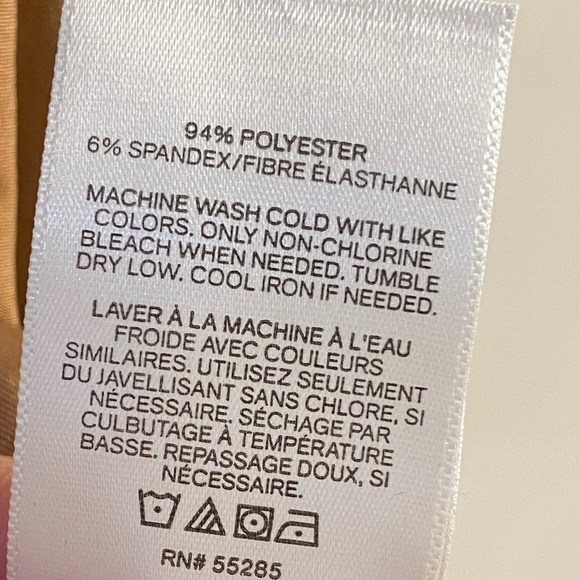 94% POLYESTER
6% SPANDEX/FIBRE ÉLASTHANNE
MACHINE WASH COLD WITH LIKE
COLORS. ONLY NON-CHLORINE
BLEACH WHEN NEEDED. TUMBLE
DRY LOW. COOL IRON IF NEEDED.
LAVER À LA MACHINE À L'EAU
FROIDE AVEC COULEURS
SIMILAIRES. UTILISEZ SEULEMENT
DU JAVELLISANT SANS CHLORE, SI
NÉCESSAIRE. SÉCHAGE PAR
CULBUTAGE À TEMPÉRATURE
BASSE. REPASSAGE DOUX, SI
NÉCESSAIRE.
RN# 55285